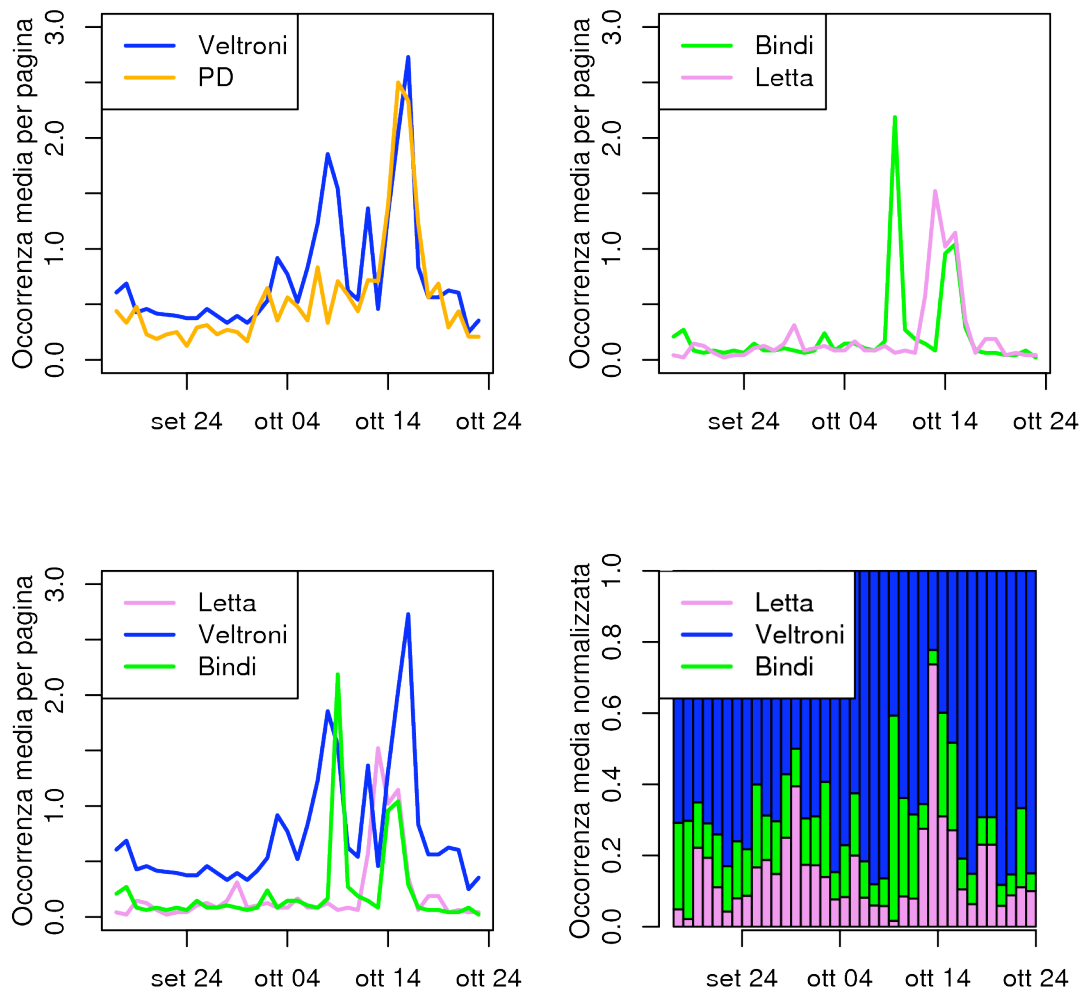 Occorrenza media per pagina
3.0
2.0
1.0
0.0
Veltroni
PD
set 24
ott 04
ott 14
ott 24
Occorrenza media per pagina
3.0
2.0
1.0
0.0
Bindi
Letta
set 24
ott 04
ott 14
ott 24
Occorrenza media per pagina
3.0
2.0
1.0
0.0
Letta
Veltroni
Bindi
set 24
ott 04
ott 14
ott 24
Occorrenza media normalizzata
1.0
0.8
0.6
0.4
0.2
0.0
Letta
Veltroni
Bindi
set 24
ott 04
ott 14
ott 24